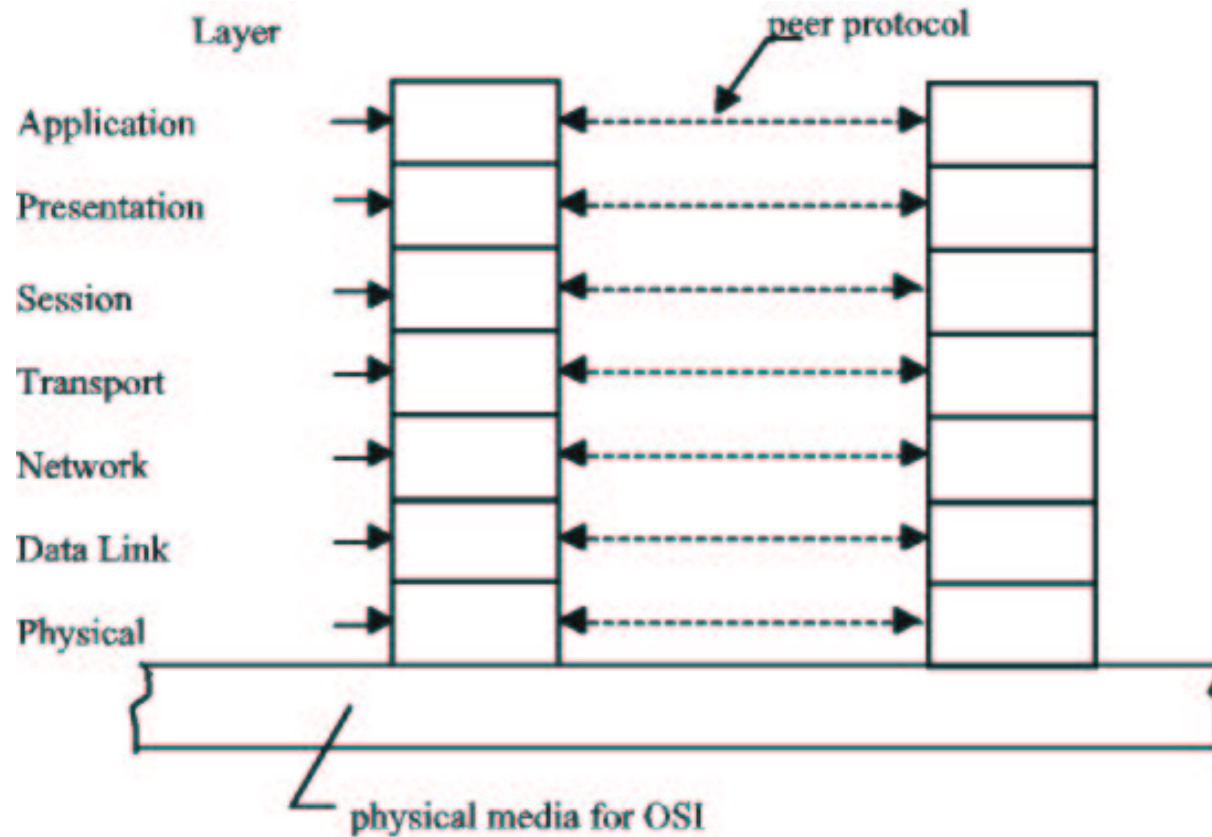 Layer
peer protocol
Application
Presentation
Session
Transport
Network
Data Link
Physical
physical media for OSI